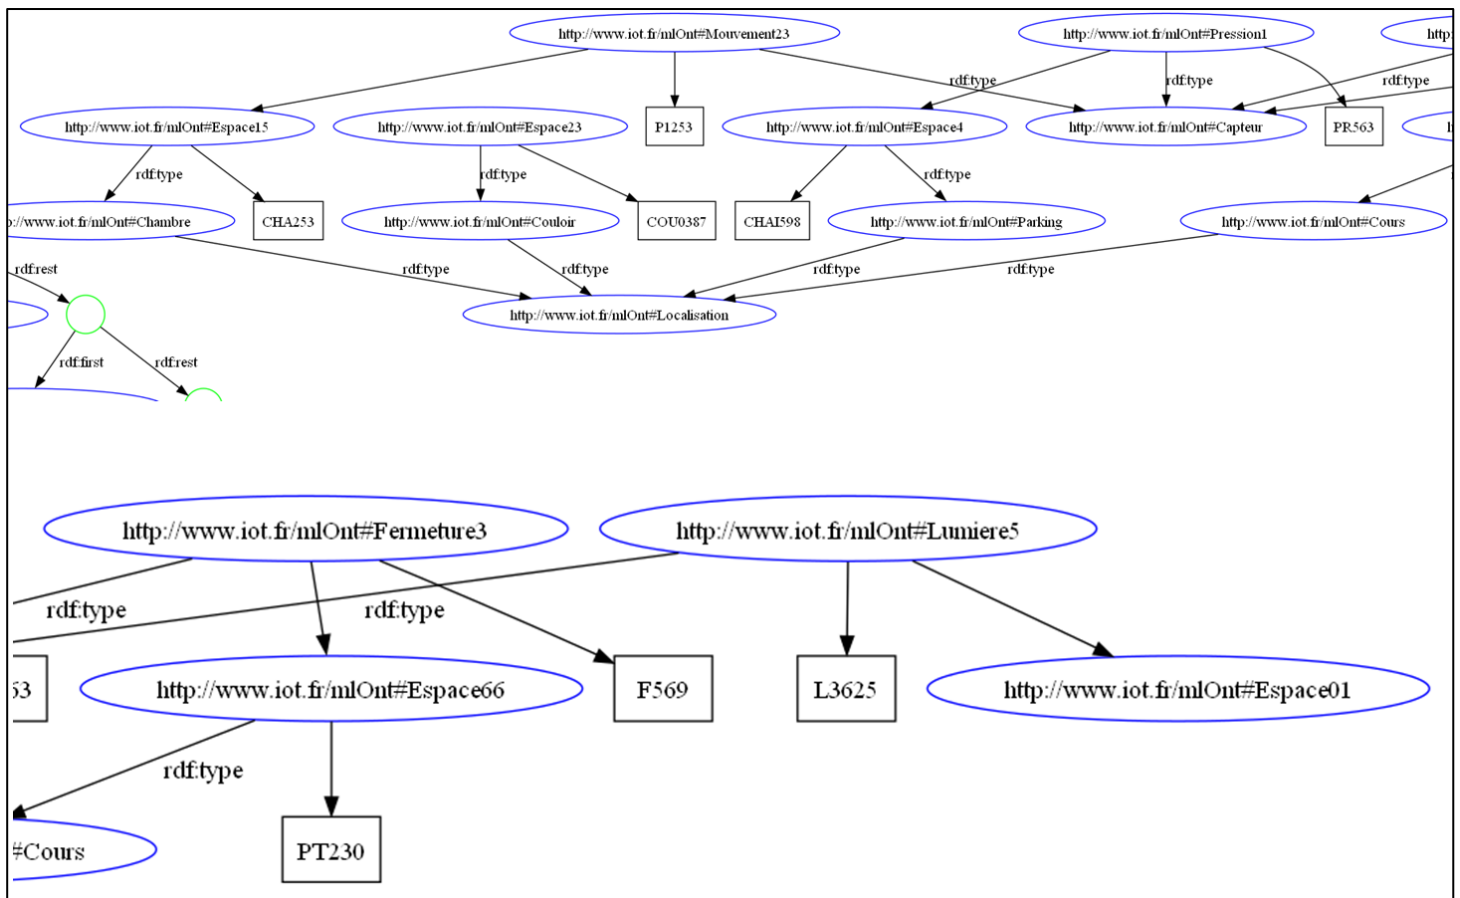 http://www.iot.fr/mlOnt#Mouvement23
http://www.iot.fr/mlOnt#Pression1
http:
rdf:type
rdf:type
rdf:type
http://www.iot.fr/mlOnt#Espace15
http://www.iot.fr/mlOnt#Espace23
P1253
http://www.iot.fr/mlOnt#Espace4
http://www.iot.fr/mlOnt#Capteur
PR563
rdf:type
rdf:type
rdf:type
p://www.iot.fr/mlOnt#Chambre
CHA253
http://www.iot.fr/mlOnt#Couloir
COU0387
CHAI598
http://www.iot.fr/mlOnt#Parking
http://www.iot.fr/mlOnt#Cours
rdf:rest
rdf:type
rdf:type
rdf:type
rdf:type
http://www.iot.fr/mlOnt#Localisation
rdf:first
rdf:rest
http://www.iot.fr/mlOnt#Fermeture3
http://www.iot.fr/mlOnt#Lumiere5
rdf:type
rdf:type
63
http://www.iot.fr/mlOnt#Espace66
F569
L3625
http://www.iot.fr/mlOnt#Espace01
rdf:type
#Cours
PT230